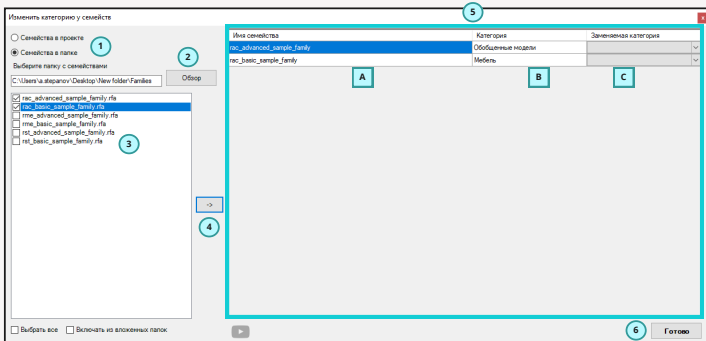 Изменить категорию у семейств
x
5
Семейства в проекте
1
Семейства в папке
2
Выберите папку с семействами
C:\Users\a.stepanov\Desktop\New folder\Families
Обзор
rac_advanced_sample_family.rfa
rac_basic_sample_family.rfa
rme_advanced_sample_family.rfa
rme_basic_sample_family.rfa
rst_advanced_sample_family.rfa
rst_basic_sample_family.rfa
3
->
4
Выбрать все
Включать из вложенных папок
Имя семейства
Категория
Заменяемая категория
rac_advanced_sample_family
Обобщенные модели
rac_basic_sample_family
Мебель
A
B
C
6
Готово